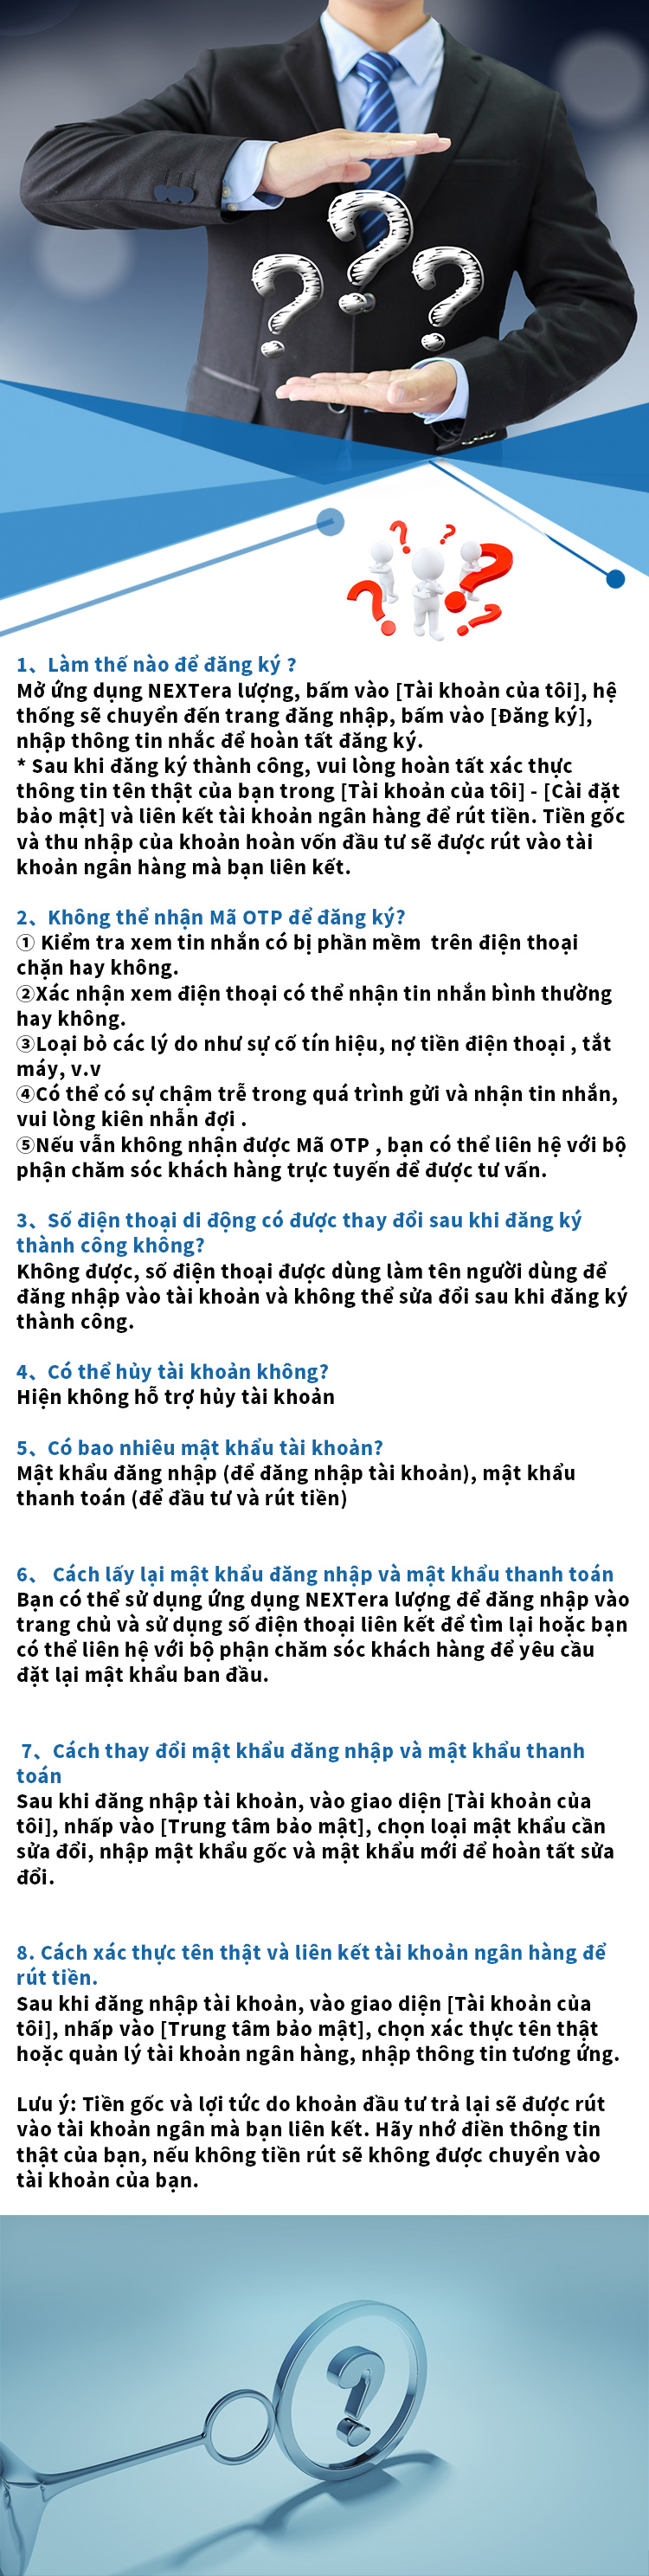 1、Làm thế nào để đăng ký ?
Mở ứng dụng NEXTera lượng, bấm vào [Tài khoản của tôi], hệ
thống sẽ chuyển đến trang đăng nhập, bấm vào [Đăng ký],
nhập thông tin nhắc để hoàn tất đăng ký.
* Sau khi đăng ký thành công, vui lòng hoàn tất xác thực
thông tin tên thật của bạn trong [Tài khoản của tôi] - [Cài đặt
bảo mật] và liên kết tài khoản ngân hàng để rút tiền. Tiền gốc
và thu nhập của khoản hoàn vốn đầu tư sẽ được rút vào tài
khoản ngân hàng mà bạn liên kết.
2、Không thể nhận Mã OTP để đăng ký?
① Kiểm tra xem tin nhắn có bị phần mềm  trên điện thoại
chặn hay không.
②Xác nhận xem điện thoại có thể nhận tin nhắn bình thường
hay không.
③Loại bỏ các lý do như sự cố tín hiệu, nợ tiền điện thoại , tắt
máy, v.v
④Có thể có sự chậm trễ trong quá trình gửi và nhận tin nhắn,
vui lòng kiên nhẫn đợi .
⑤Nếu vẫn không nhận được Mã OTP , bạn có thể liên hệ với bộ
phận chăm sóc khách hàng trực tuyến để được tư vấn.
3、Số điện thoại di động có được thay đổi sau khi đăng ký
thành công không?
Không được, số điện thoại được dùng làm tên người dùng để
đăng nhập vào tài khoản và không thể sửa đổi sau khi đăng ký
thành công.
4、Có thể hủy tài khoản không?
Hiện không hỗ trợ hủy tài khoản
5、Có bao nhiêu mật khẩu tài khoản?
Mật khẩu đăng nhập (để đăng nhập tài khoản), mật khẩu
thanh toán (để đầu tư và rút tiền)
6、 Cách lấy lại mật khẩu đăng nhập và mật khẩu thanh toán
Bạn có thể sử dụng ứng dụng NEXTera lượng để đăng nhập vào
trang chủ và sử dụng số điện thoại liên kết để tìm lại hoặc bạn
có thể liên hệ với bộ phận chăm sóc khách hàng để yêu cầu
đặt lại mật khẩu ban đầu.
7、Cách thay đổi mật khẩu đăng nhập và mật khẩu thanh
toán
Sau khi đăng nhập tài khoản, vào giao diện [Tài khoản của
tôi], nhấp vào [Trung tâm bảo mật], chọn loại mật khẩu cần
sửa đổi, nhập mật khẩu gốc và mật khẩu mới để hoàn tất sửa
đổi.
8. Cách xác thực tên thật và liên kết tài khoản ngân hàng để
rút tiền.
Sau khi đăng nhập tài khoản, vào giao diện [Tài khoản của
tôi], nhấp vào [Trung tâm bảo mật], chọn xác thực tên thật
hoặc quản lý tài khoản ngân hàng, nhập thông tin tương ứng.
Lưu ý: Tiền gốc và lợi tức do khoản đầu tư trả lại sẽ được rút
vào tài khoản ngân mà bạn liên kết. Hãy nhớ điền thông tin
thật của bạn, nếu không tiền rút sẽ không được chuyển vào
tài khoản của bạn.